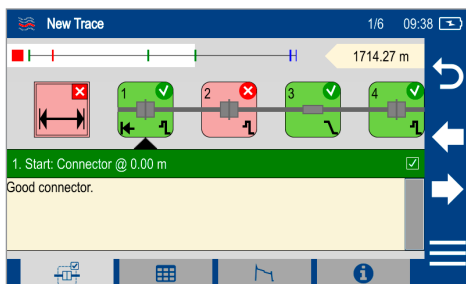 New Trace 1/6 09:38
1714.27 m
1 2 3 4
1. Start: Connector @ 0.00 m
Good connector.